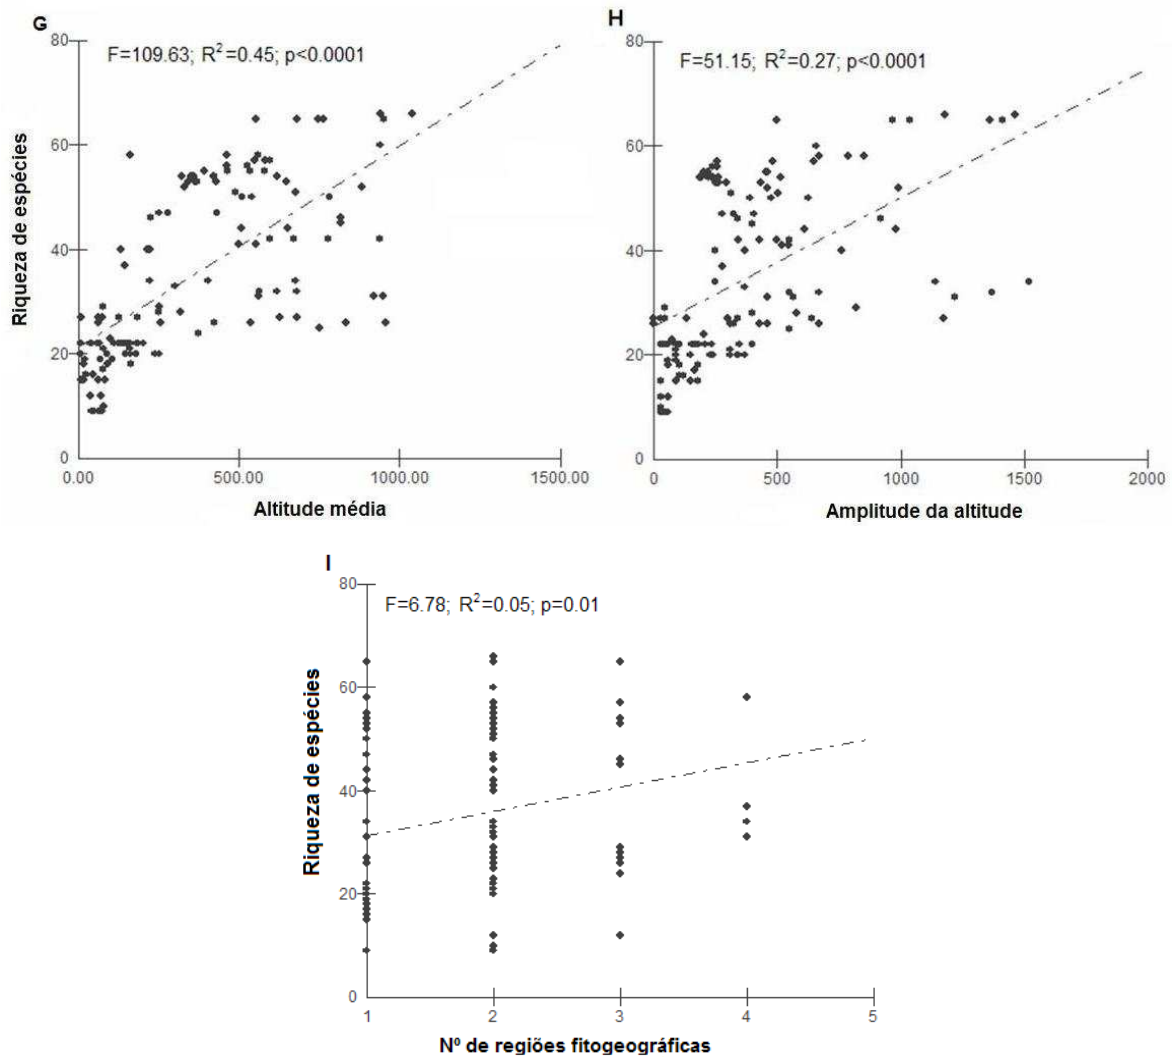 G
F=109.63; R²=0.45; p<0.0001
Riqueza de espécies
80
60
40
20
0
0.00 500.00 1000.00 1500.00
Altitude média
H
F=51.15; R²=0.27; p<0.0001
80
60
40
20
0
0 500 1000 1500 2000
Amplitude da altitude
I
F=6.78; R²=0.05; p=0.01
Riqueza de espécies
80
60
40
20
0
1 2 3 4 5
Nº de regiões fitogeográficas